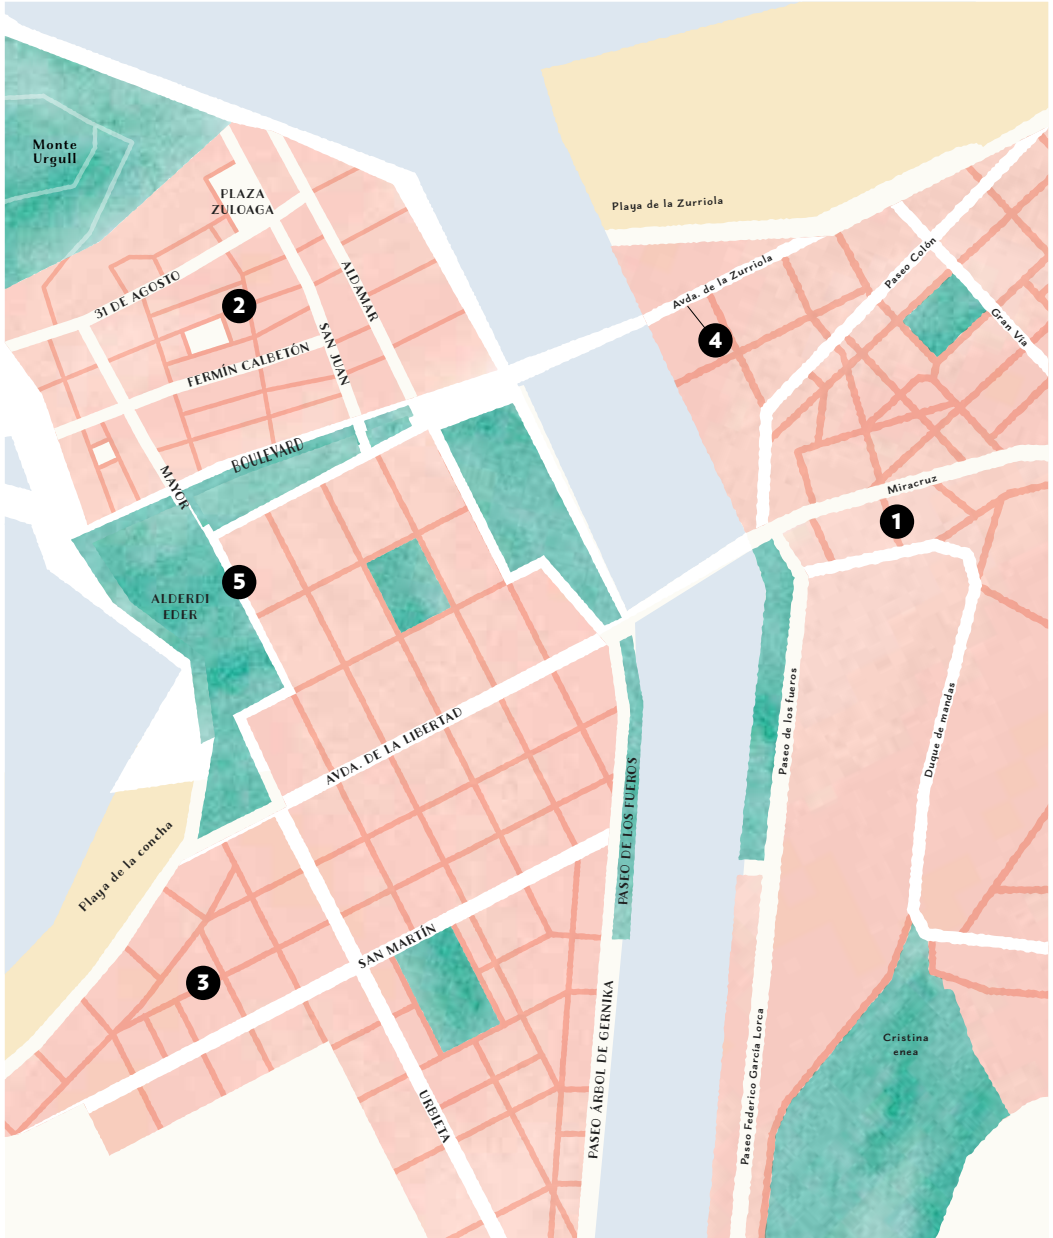 Monte
Urgull
PLAZA
ZULOAGA
Playa de la Zurriola
Paseo Colón
Avda. de la Zurriola
ALDAMAR
31 DE AGOSTO
2
SAN JUAN
Gran Vía
4
FERMÍN CALBETÓN
BOULEVARD
MAYOR
Miracruz
1
5
ALDERDI
EDER
Paseo de los fueros
Duque de mandas
AVDA. DE LA LIBERTAD
PASEO DE LOS FUEROS
Playa de la concha
SAN MARTÍN
3
PASEO ÁRBOL DE GERNIKA
Paseo Federico García Lorca
Cristina
enea
URBIETA